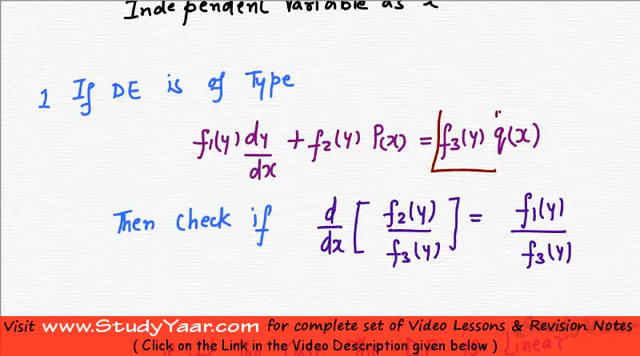 Independent Variable as x
1 If DE is of Type
f1(y) dy/dx + f2(y) P(x) = f3(y) q(x)
Then check if d/dx [ f2(y)/f3(y) ] = f1(y)/f3(y)
Visit www.StudyYaar.com for complete set of Video Lessons & Revision Notes
( Click on the Link in the Video Description given below )
linear